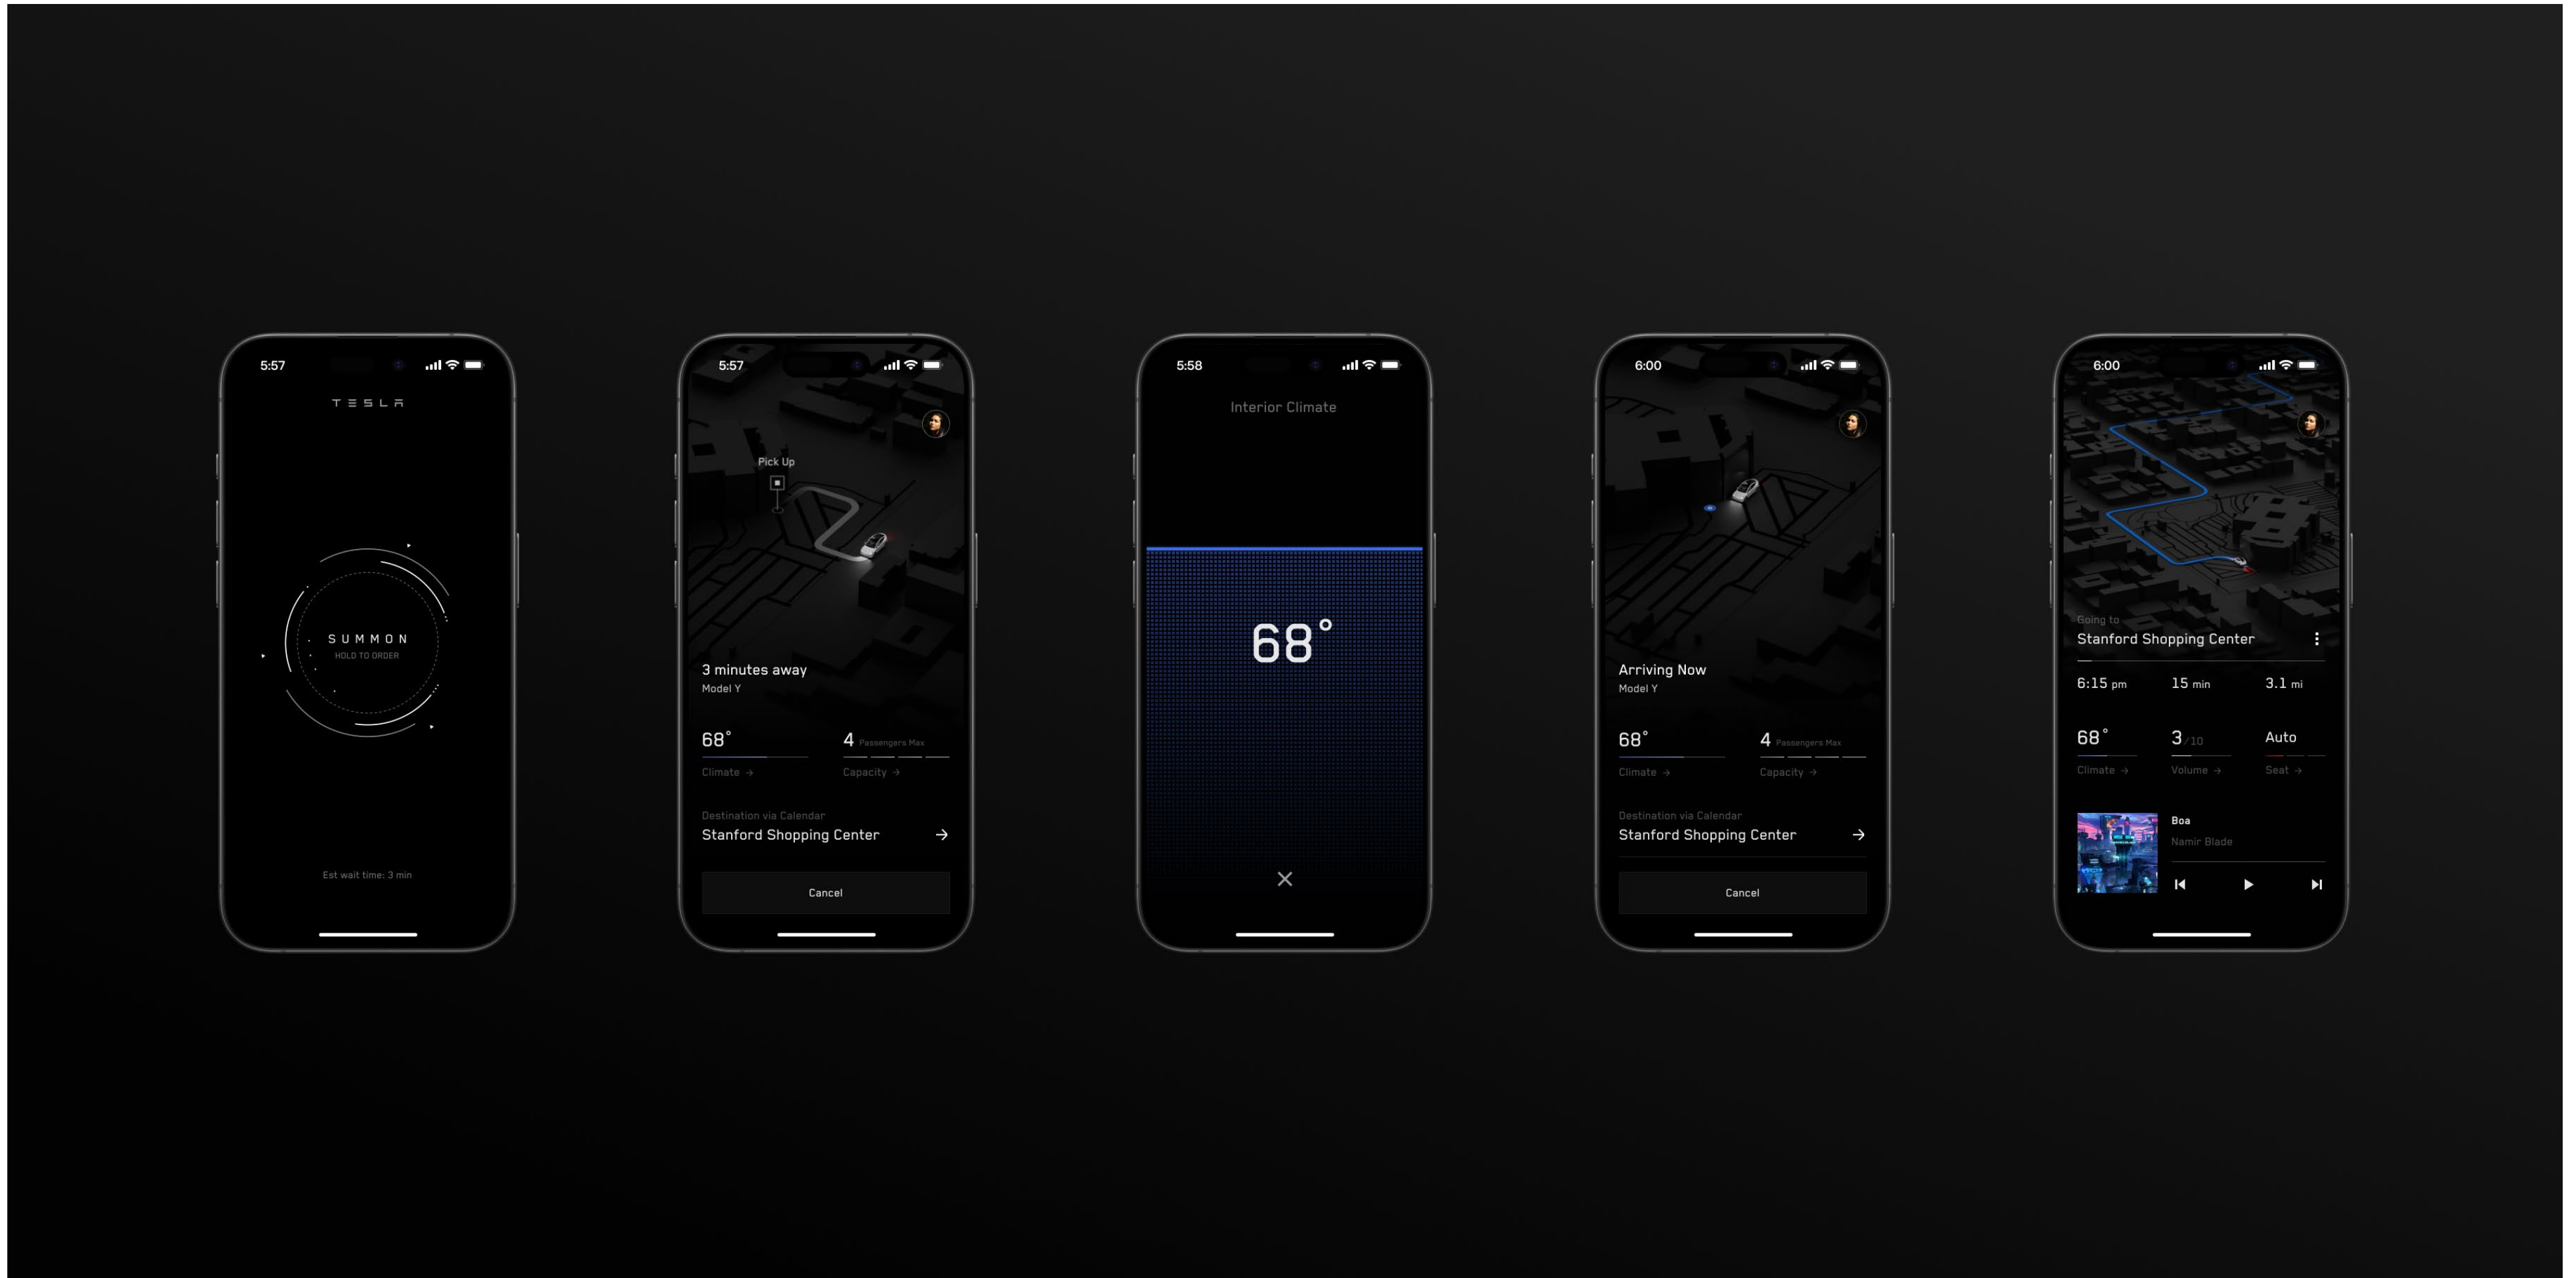 5:57
TESLA
SUMMON
HOLD TO ORDER
Est wait time: 3 min
5:57
Pick Up
3 minutes away
Model Y
68°
4 Passengers Max
Climate →
Capacity →
Destination via Calendar
Stanford Shopping Center →
Cancel
5:58
Interior Climate
68°
6:00
Arriving Now
Model Y
68°
4 Passengers Max
Climate →
Capacity →
Destination via Calendar
Stanford Shopping Center →
Cancel
6:00
Going to
Stanford Shopping Center
6:15 pm
15 min
3.1 mi
68°
3/10
Auto
Climate →
Volume →
Seat →
Boa
Namir Blade